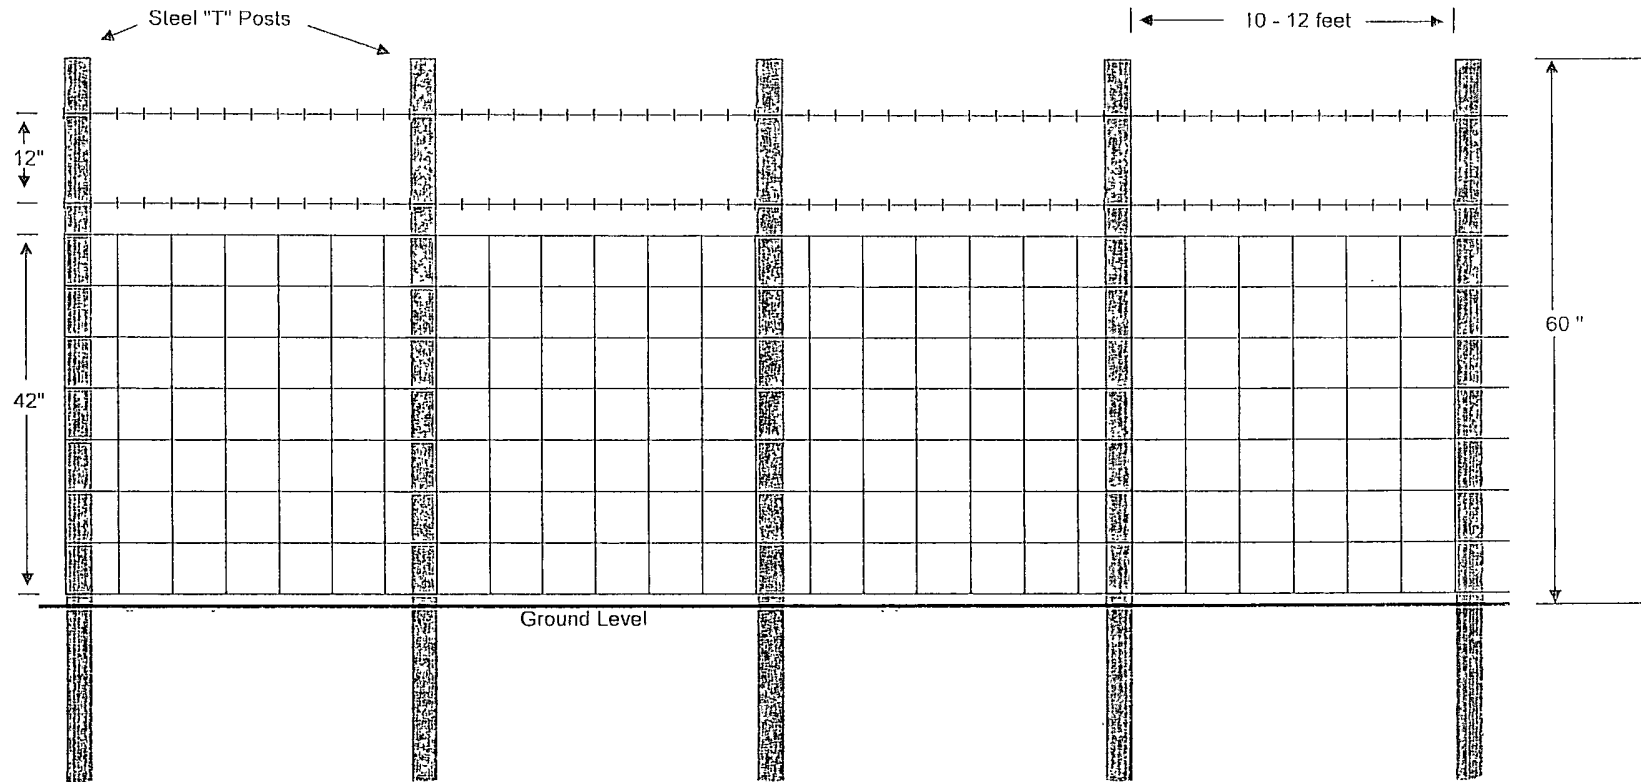 Steel "T" Posts
10 - 12 feet
12"
42"
60 "
Ground Level